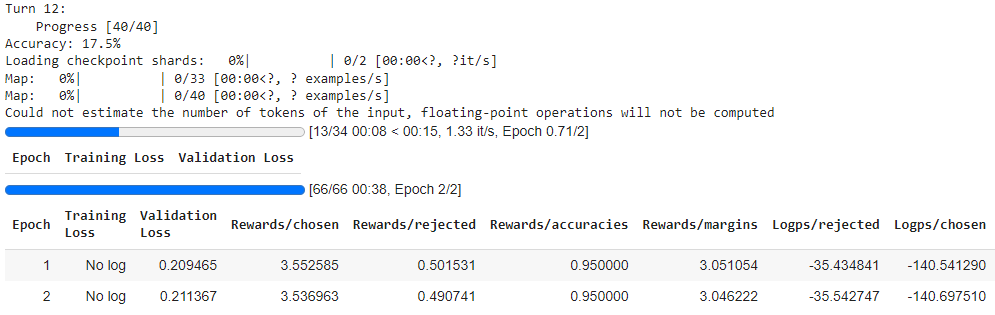 Turn 12:
Progress [40/40]
Accuracy: 17.5%
Loading checkpoint shards:   0%|          | 0/2 [00:00<?, ?it/s]
Map:   0%|          | 0/33 [00:00<?, ? examples/s]
Map:   0%|          | 0/40 [00:00<?, ? examples/s]
Could not estimate the number of tokens of the input, floating-point operations will not be computed
[13/34 00:08 < 00:15, 1.33 it/s, Epoch 0.71/2]
Epoch Training Loss Validation Loss
[66/66 00:38, Epoch 2/2]
Epoch Training Loss Validation Loss Rewards/chosen Rewards/rejected Rewards/accuracies Rewards/margins Logps/rejected Logps/chosen
1 No log 0.209465 3.552585 0.501531 0.950000 3.051054 -35.434841 -140.541290
2 No log 0.211367 3.536963 0.490741 0.950000 3.046222 -35.542747 -140.697510